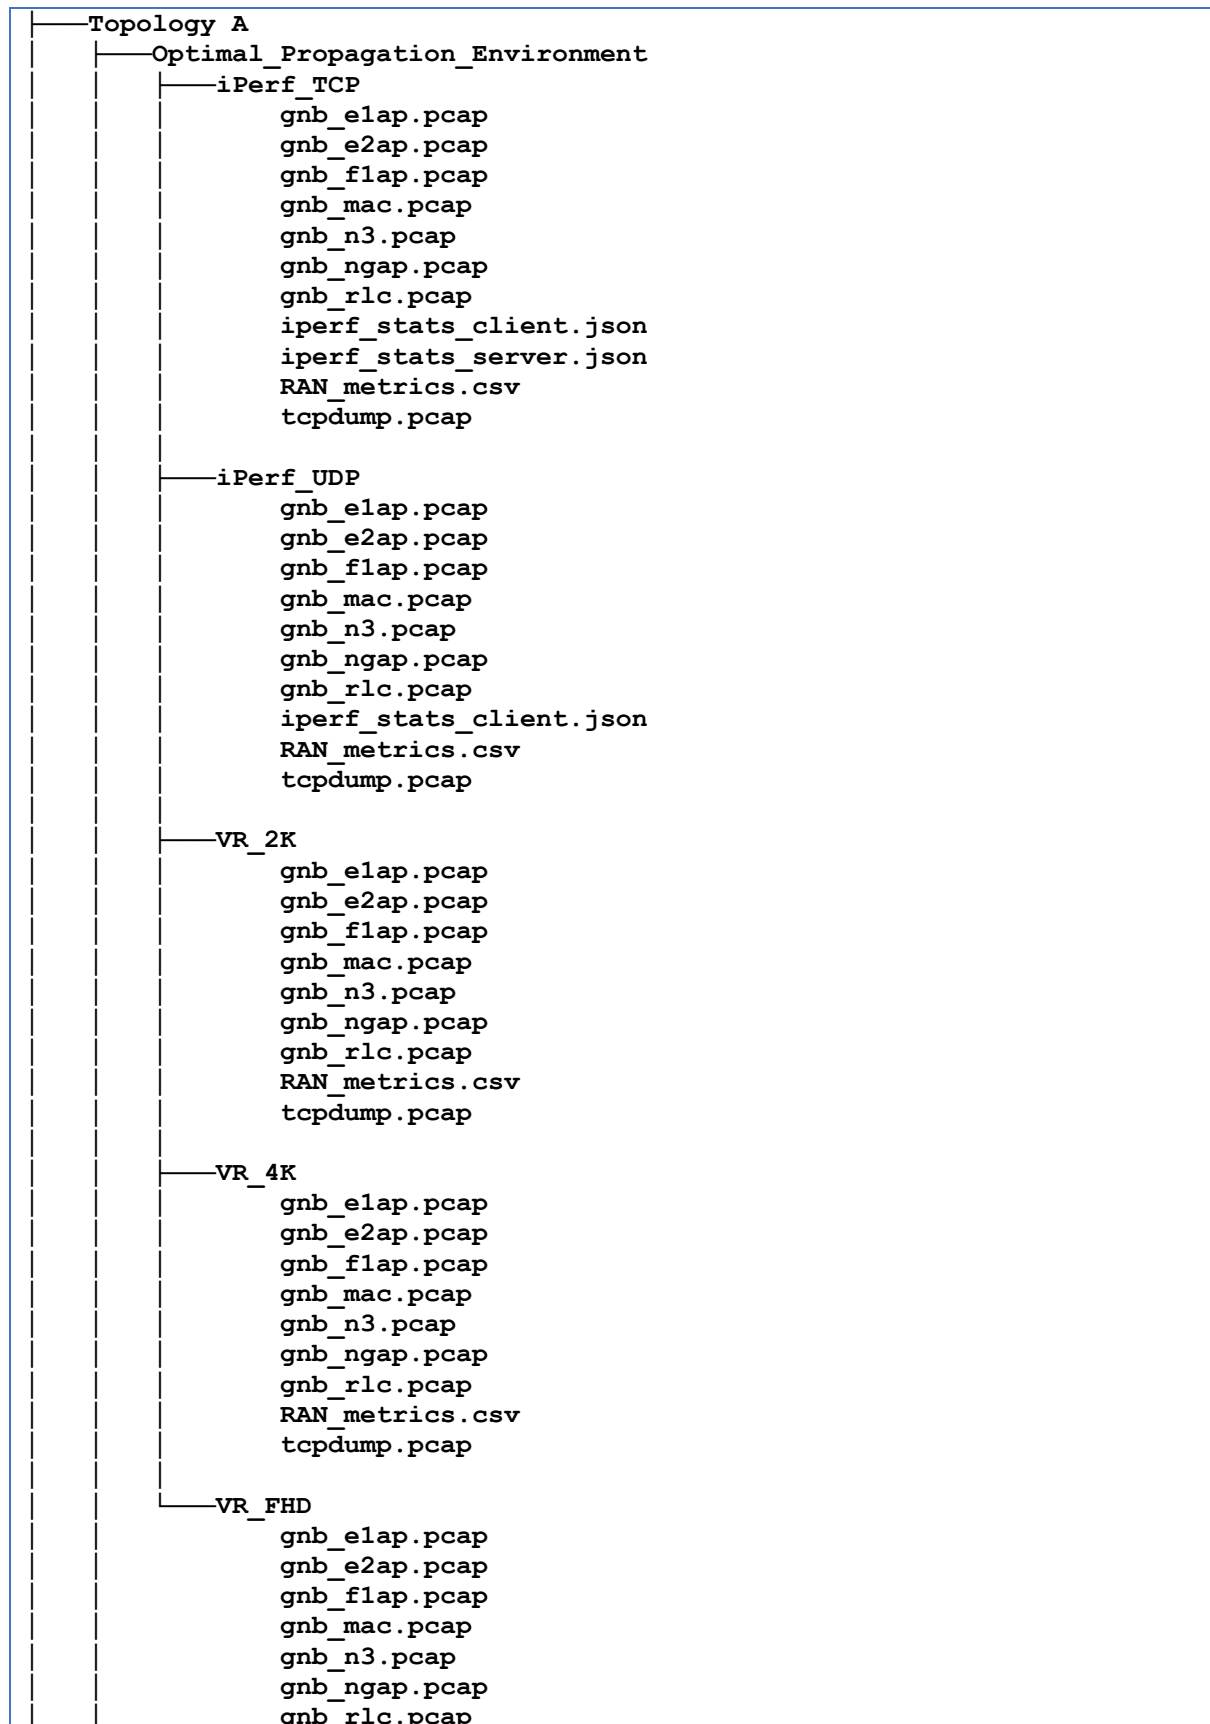 Topology A
Optimal_Propagation_Environment
iPerf_TCP
gnb_e1ap.pcap
gnb_e2ap.pcap
gnb_f1ap.pcap
gnb_mac.pcap
gnb_n3.pcap
gnb_ngap.pcap
gnb_rlc.pcap
iperf_stats_client.json
iperf_stats_server.json
RAN_metrics.csv
tcpdump.pcap
iPerf_UDP
gnb_e1ap.pcap
gnb_e2ap.pcap
gnb_f1ap.pcap
gnb_mac.pcap
gnb_n3.pcap
gnb_ngap.pcap
gnb_rlc.pcap
iperf_stats_client.json
RAN_metrics.csv
tcpdump.pcap
VR_2K
gnb_e1ap.pcap
gnb_e2ap.pcap
gnb_f1ap.pcap
gnb_mac.pcap
gnb_n3.pcap
gnb_ngap.pcap
gnb_rlc.pcap
RAN_metrics.csv
tcpdump.pcap
VR_4K
gnb_e1ap.pcap
gnb_e2ap.pcap
gnb_f1ap.pcap
gnb_mac.pcap
gnb_n3.pcap
gnb_ngap.pcap
gnb_rlc.pcap
RAN_metrics.csv
tcpdump.pcap
VR_FHD
gnb_e1ap.pcap
gnb_e2ap.pcap
gnb_f1ap.pcap
gnb_mac.pcap
gnb_n3.pcap
gnb_ngap.pcap
gnb_rlc.pcap